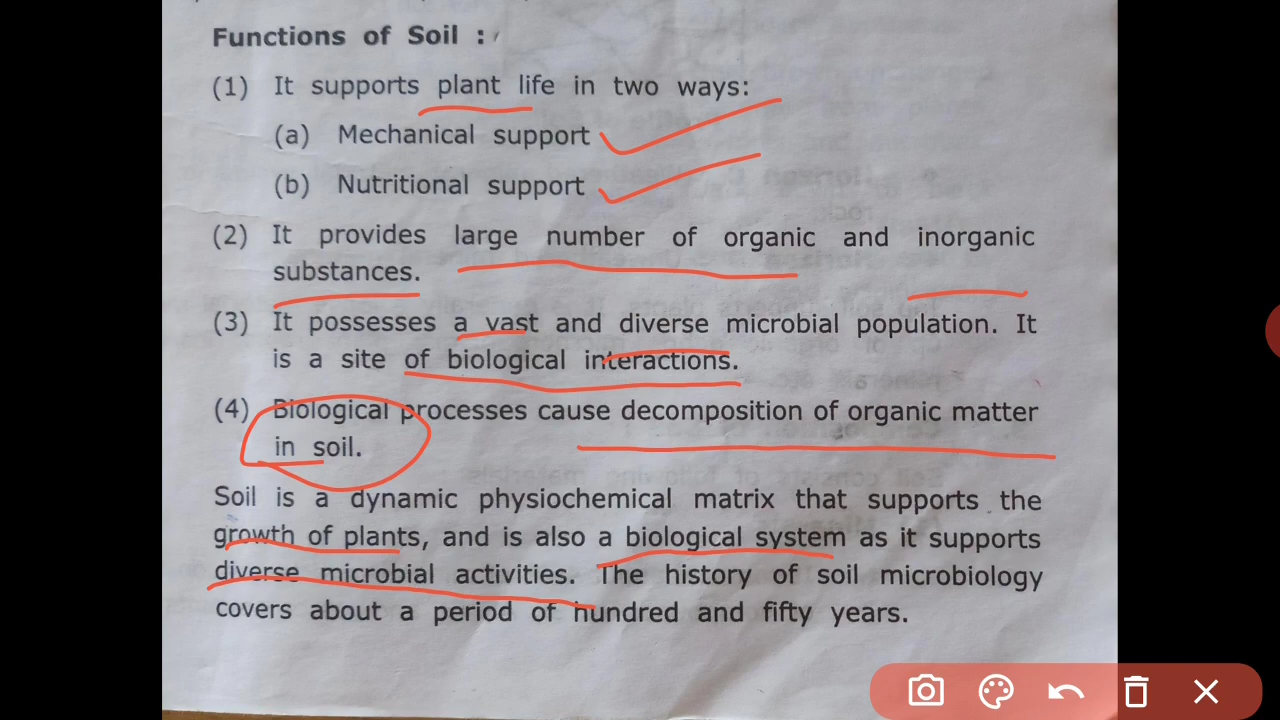 Functions of Soil :
(1) It supports plant life in two ways:
(a) Mechanical support
(b) Nutritional support
(2) It provides large number of organic and inorganic
substances.
(3) It possesses a vast and diverse microbial population. It
is a site of biological interactions.
(4) Biological processes cause decomposition of organic matter
in soil.
Soil is a dynamic physiochemical matrix that supports the
growth of plants, and is also a biological system as it supports
diverse microbial activities. The history of soil microbiology
covers about a period of hundred and fifty years.